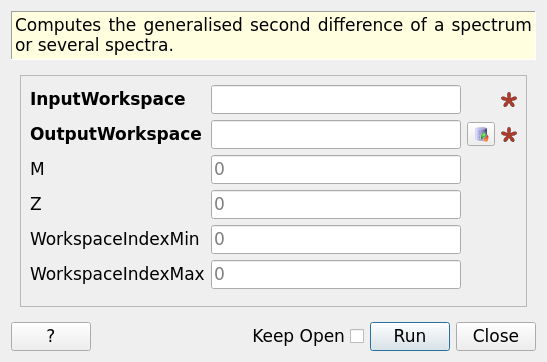 Computes the generalised second difference of a spectrum
or several spectra.
InputWorkspace *
OutputWorkspace *
M 0
Z 0
WorkspaceIndexMin 0
WorkspaceIndexMax 0
? Keep Open Run Close